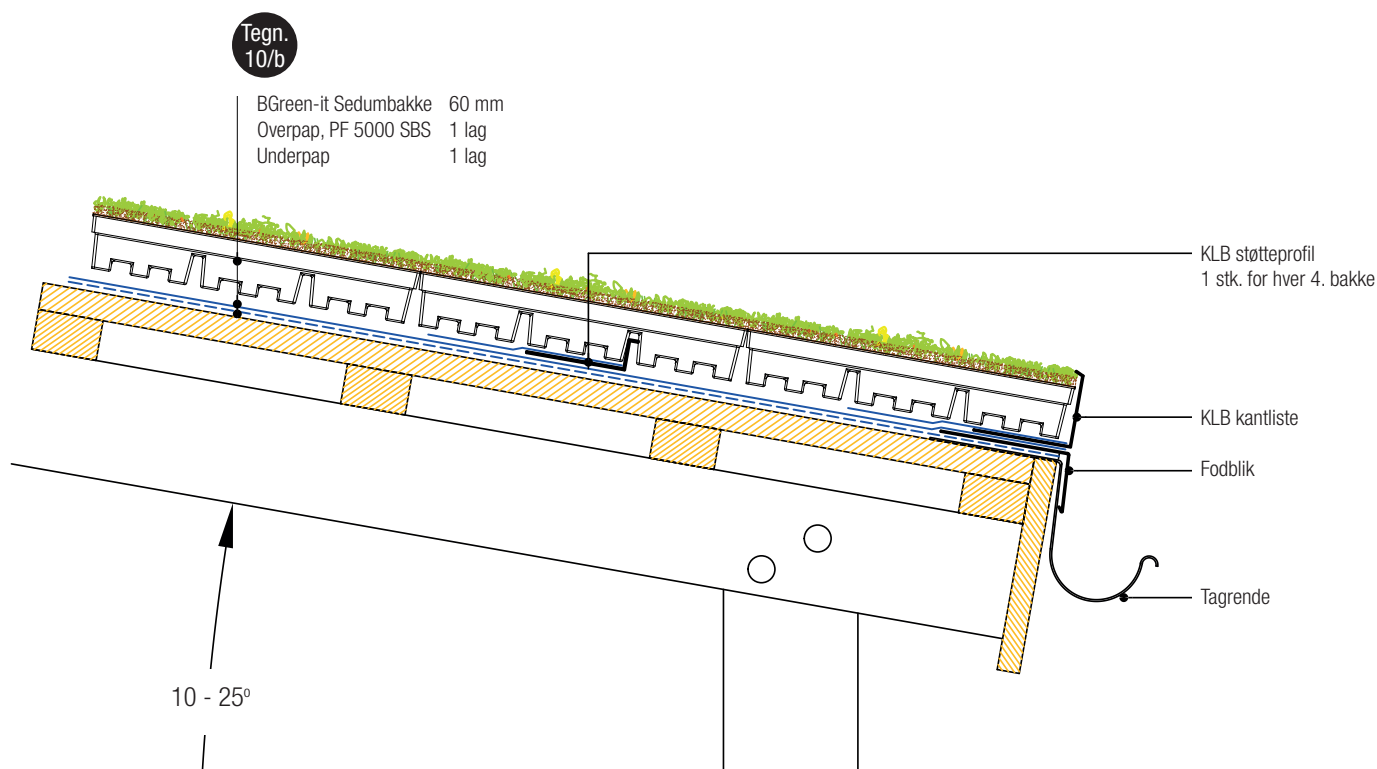 Tegn.
10/b
BGreen-it Sedumbakke 60 mm
Overpap, PF 5000 SBS 1 lag
Underpap 1 lag
KLB støtteprofil
1 stk. for hver 4. bakke
KLB kantliste
Fodblik
Tagrende
10 - 25º